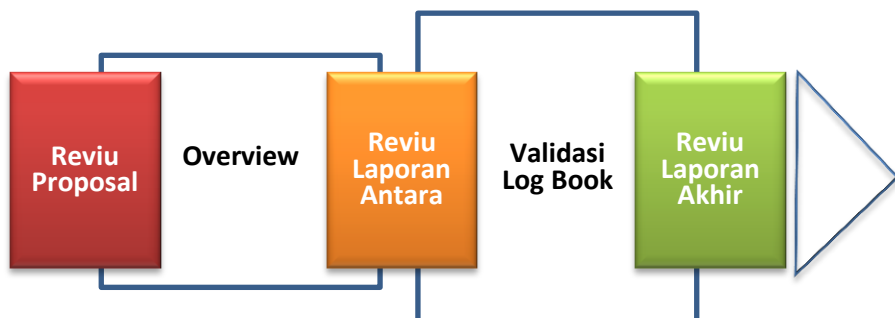 Reviu
Proposal
Overview
Reviu
Laporan
Antara
Validasi
Log Book
Reviu
Laporan
Akhir